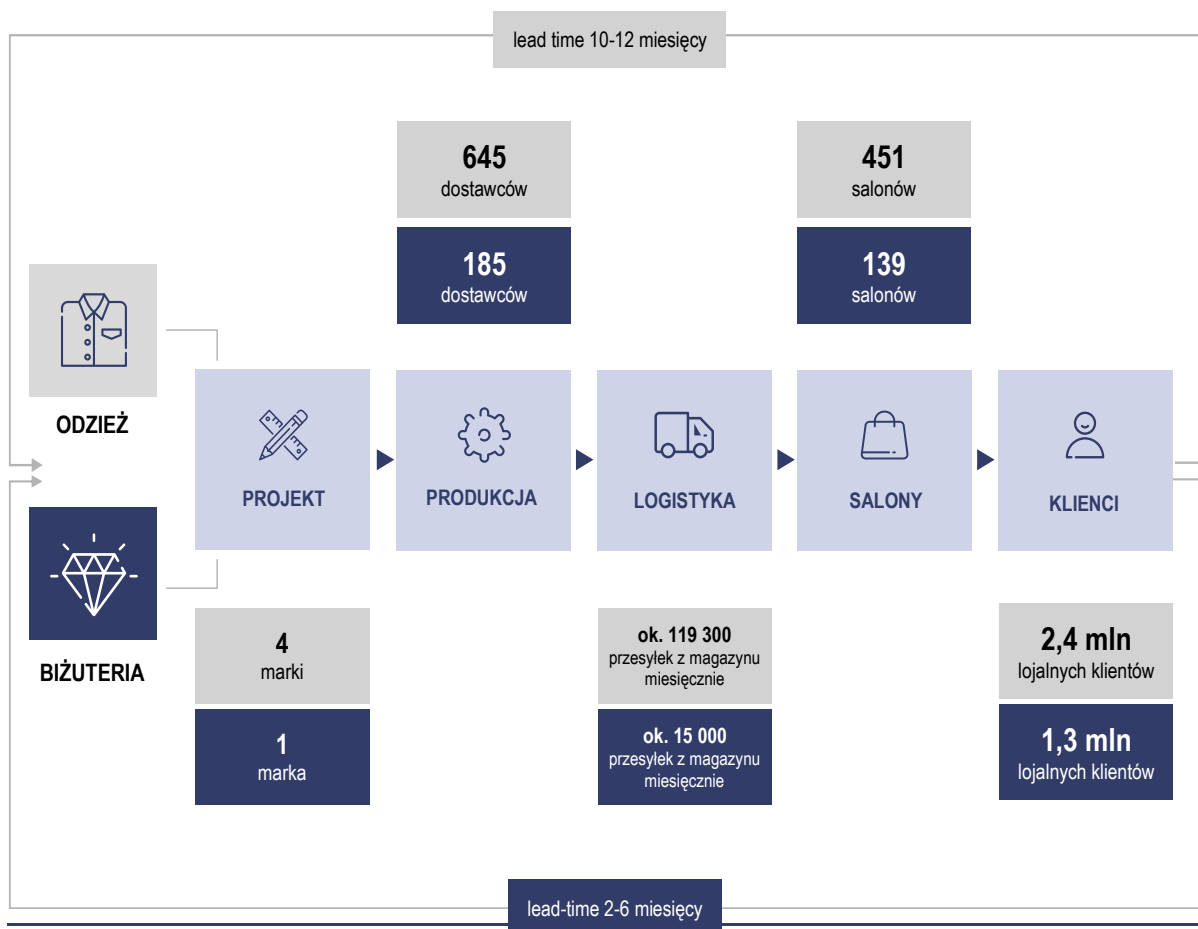 lead time 10-12 miesięcy
645
dostawców
451
salonów
185
dostawców
139
salonów
ODZIEŻ
PROJEKT
PRODUKCJA
LOGISTYKA
SALONY
KLIENCI
BIŻUTERIA
4
marki
ok. 119 300
przesyłek z magazynu
miesięcznie
2,4 mln
lojalnych klientów
1
marka
ok. 15 000
przesyłek z magazynu
miesięcznie
1,3 mln
lojalnych klientów
lead-time 2-6 miesięcy